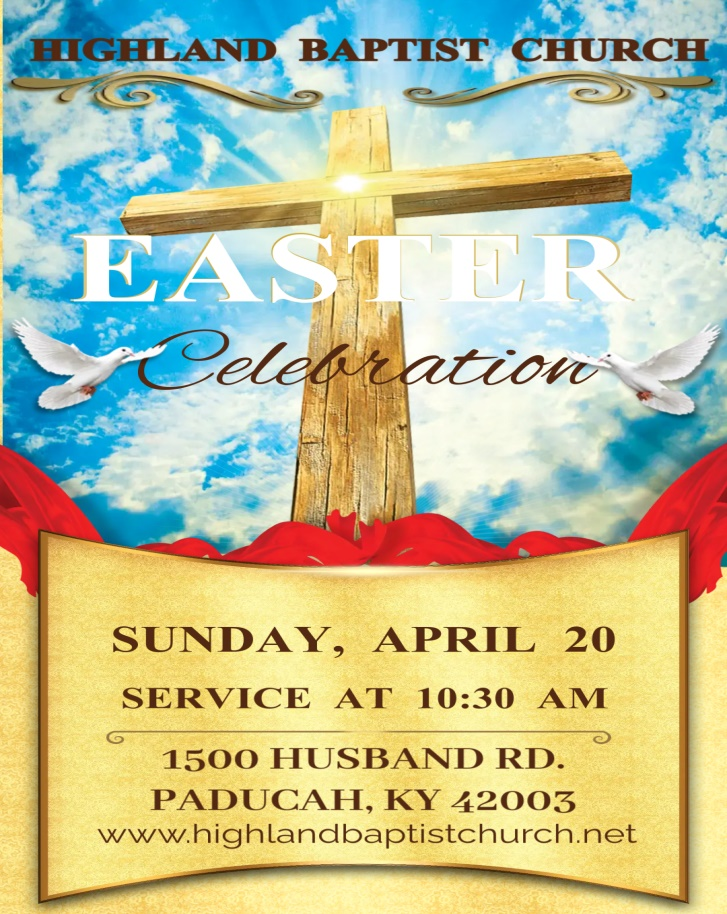 HIGHLAND BAPTIST CHURCH
EASTER
Celebration
SUNDAY, APRIL 20
SERVICE AT 10:30 AM
1500 HUSBAND RD.
PADUCAH, KY 42003
www.highlandbaptistchurch.net